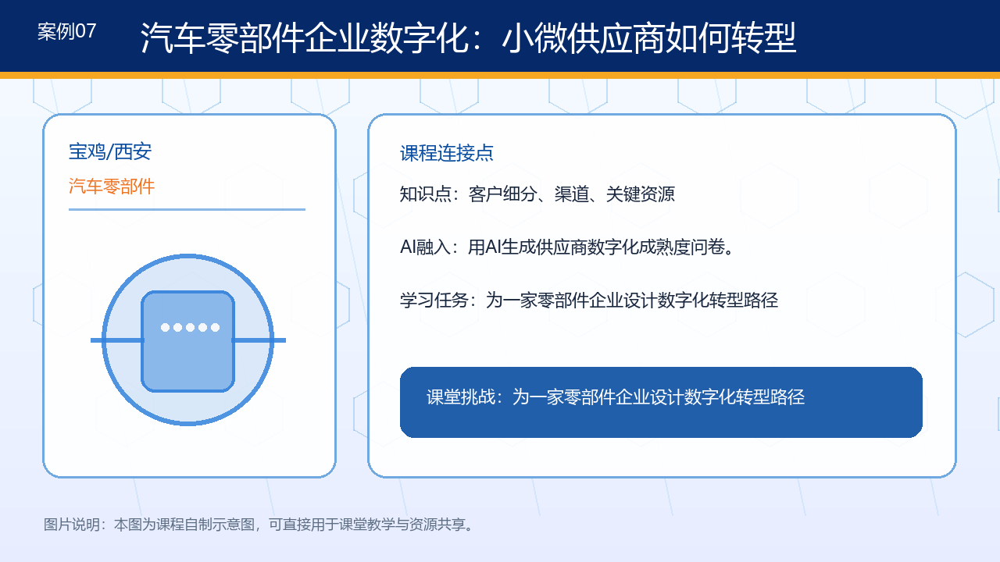 案例07
汽车零部件企业数字化：小微供应商如何转型
宝鸡/西安
汽车零部件
课程连接点
知识点：客户细分、渠道、关键资源
AI融入：用AI生成供应商数字化成熟度问卷。
学习任务：为一家零部件企业设计数字化转型路径
课堂挑战：为一家零部件企业设计数字化转型路径
图片说明：本图为课程自制示意图，可直接用于课堂教学与资源共享。